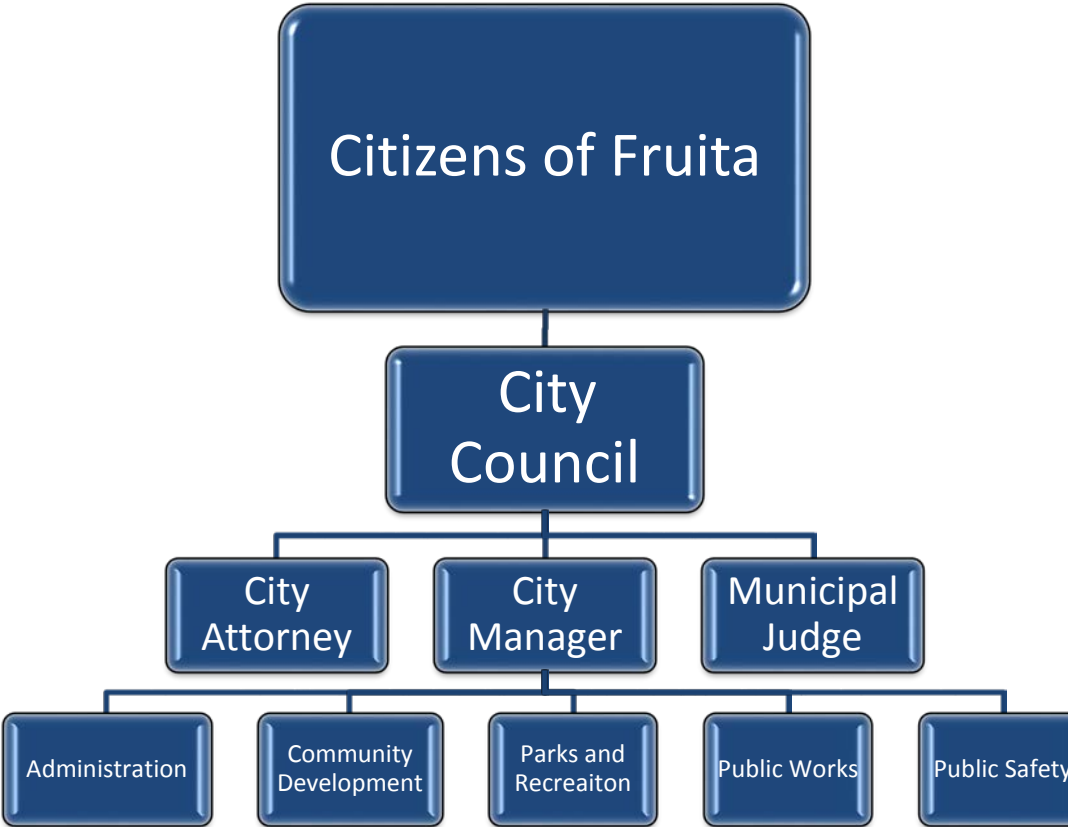 Citizens of Fruita
City
Council
City
Attorney
City
Manager
Municipal
Judge
Administration
Community
Development
Parks and
Recreaiton
Public Works
Public Safety